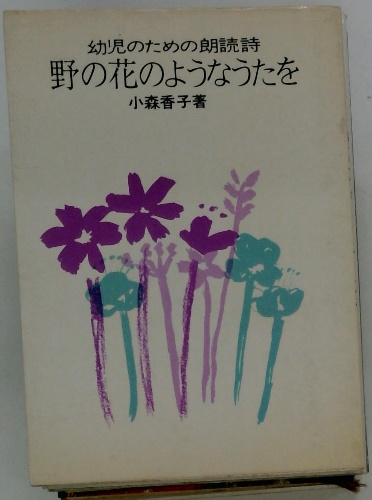 幼児のための朗読詩
野の花のようなうたを
小森香子著